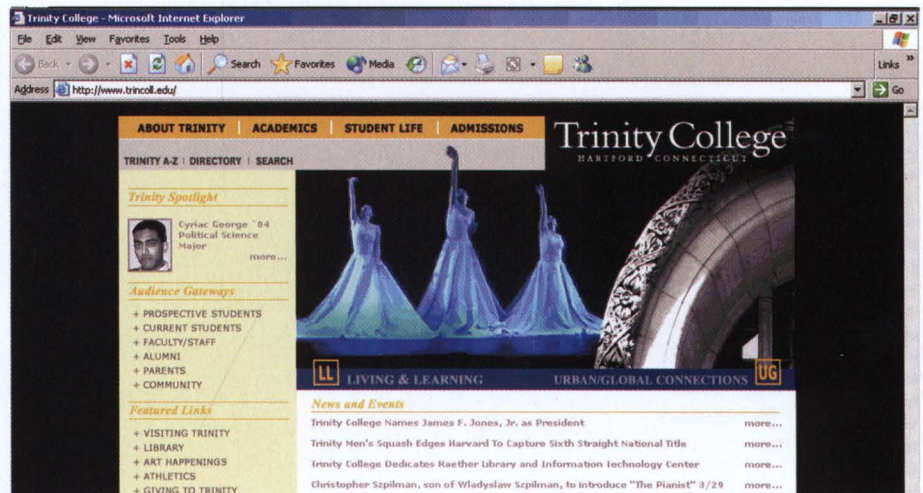 Trinity College - Microsoft Internet Explorer
File Edit View Favorites Tools Help
Back Search Favorites Media Links »
Address http://www.trincoll.edu/ Go
ABOUT TRINITY | ACADEMICS | STUDENT LIFE | ADMISSIONS
Trinity College
HARTFORD CONNECTICUT
TRINITY A-Z | DIRECTORY | SEARCH
Trinity Spotlight
Cyriac George `04
Political Science
Major
more...
Audience Gateways
+ PROSPECTIVE STUDENTS
+ CURRENT STUDENTS
+ FACULTY/STAFF
+ ALUMNI
+ PARENTS
+ COMMUNITY
Featured Links
+ VISITING TRINITY
+ LIBRARY
+ ART HAPPENINGS
+ ATHLETICS
+ GIVING TO TRINITY
LL LIVING & LEARNING
URBAN/GLOBAL CONNECTIONS UG
News and Events
Trinity College Names James F. Jones, Jr. as President more...
Trinity Men's Squash Edges Harvard To Capture Sixth Straight National Title more...
Trinity College Dedicates Raether Library and Information Technology Center more...
Christopher Szpilman, son of Wladyslaw Szpilman, to introduce "The Pianist" 3/29 more...